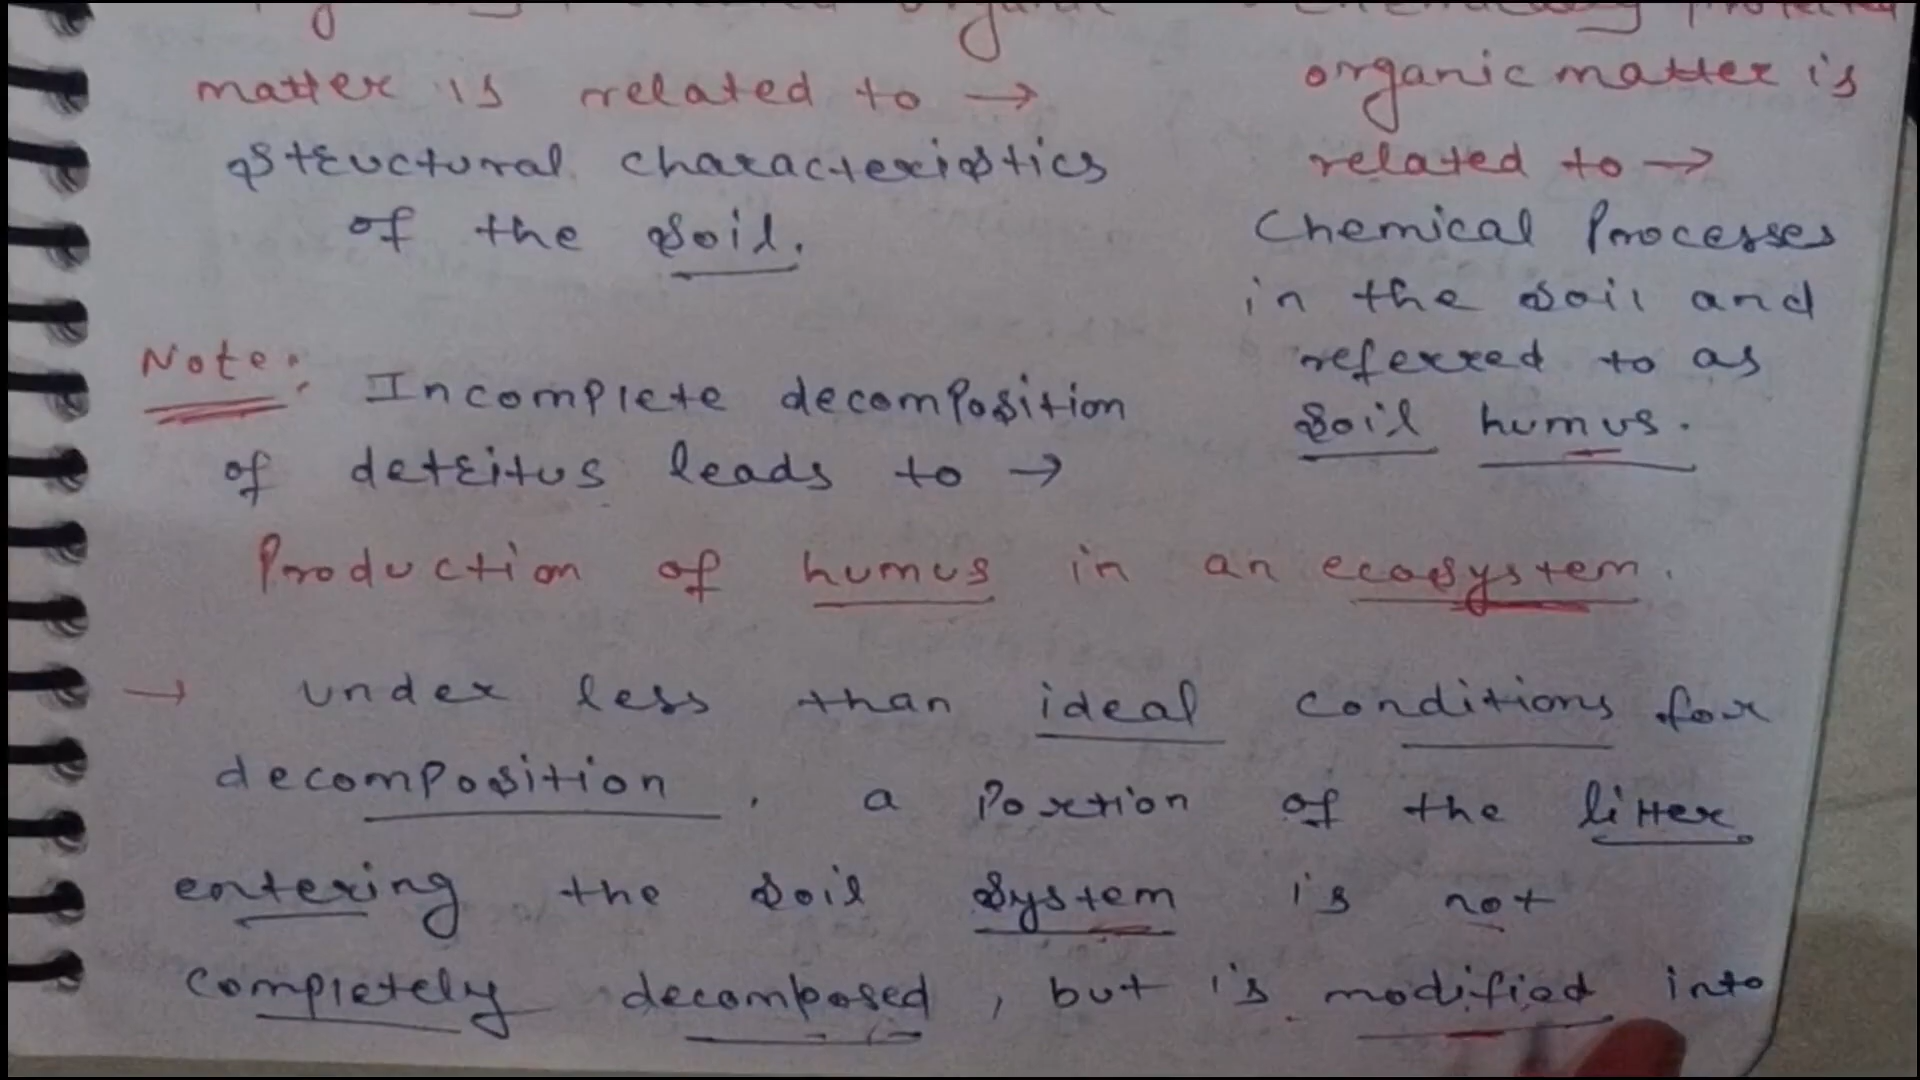 matter is related to →
structural characteristics
of the soil.
chemically protected
organic matter is
related to →
Chemical Processes
in the soil and
referred to as
soil humus.
Note:
Incomplete decomposition
of detritus leads to →
Production of humus in an ecosystem.
→ under less than ideal conditions for
decomposition, a Portion of the litter
entering the soil system is not
completely decomposed, but is modified into